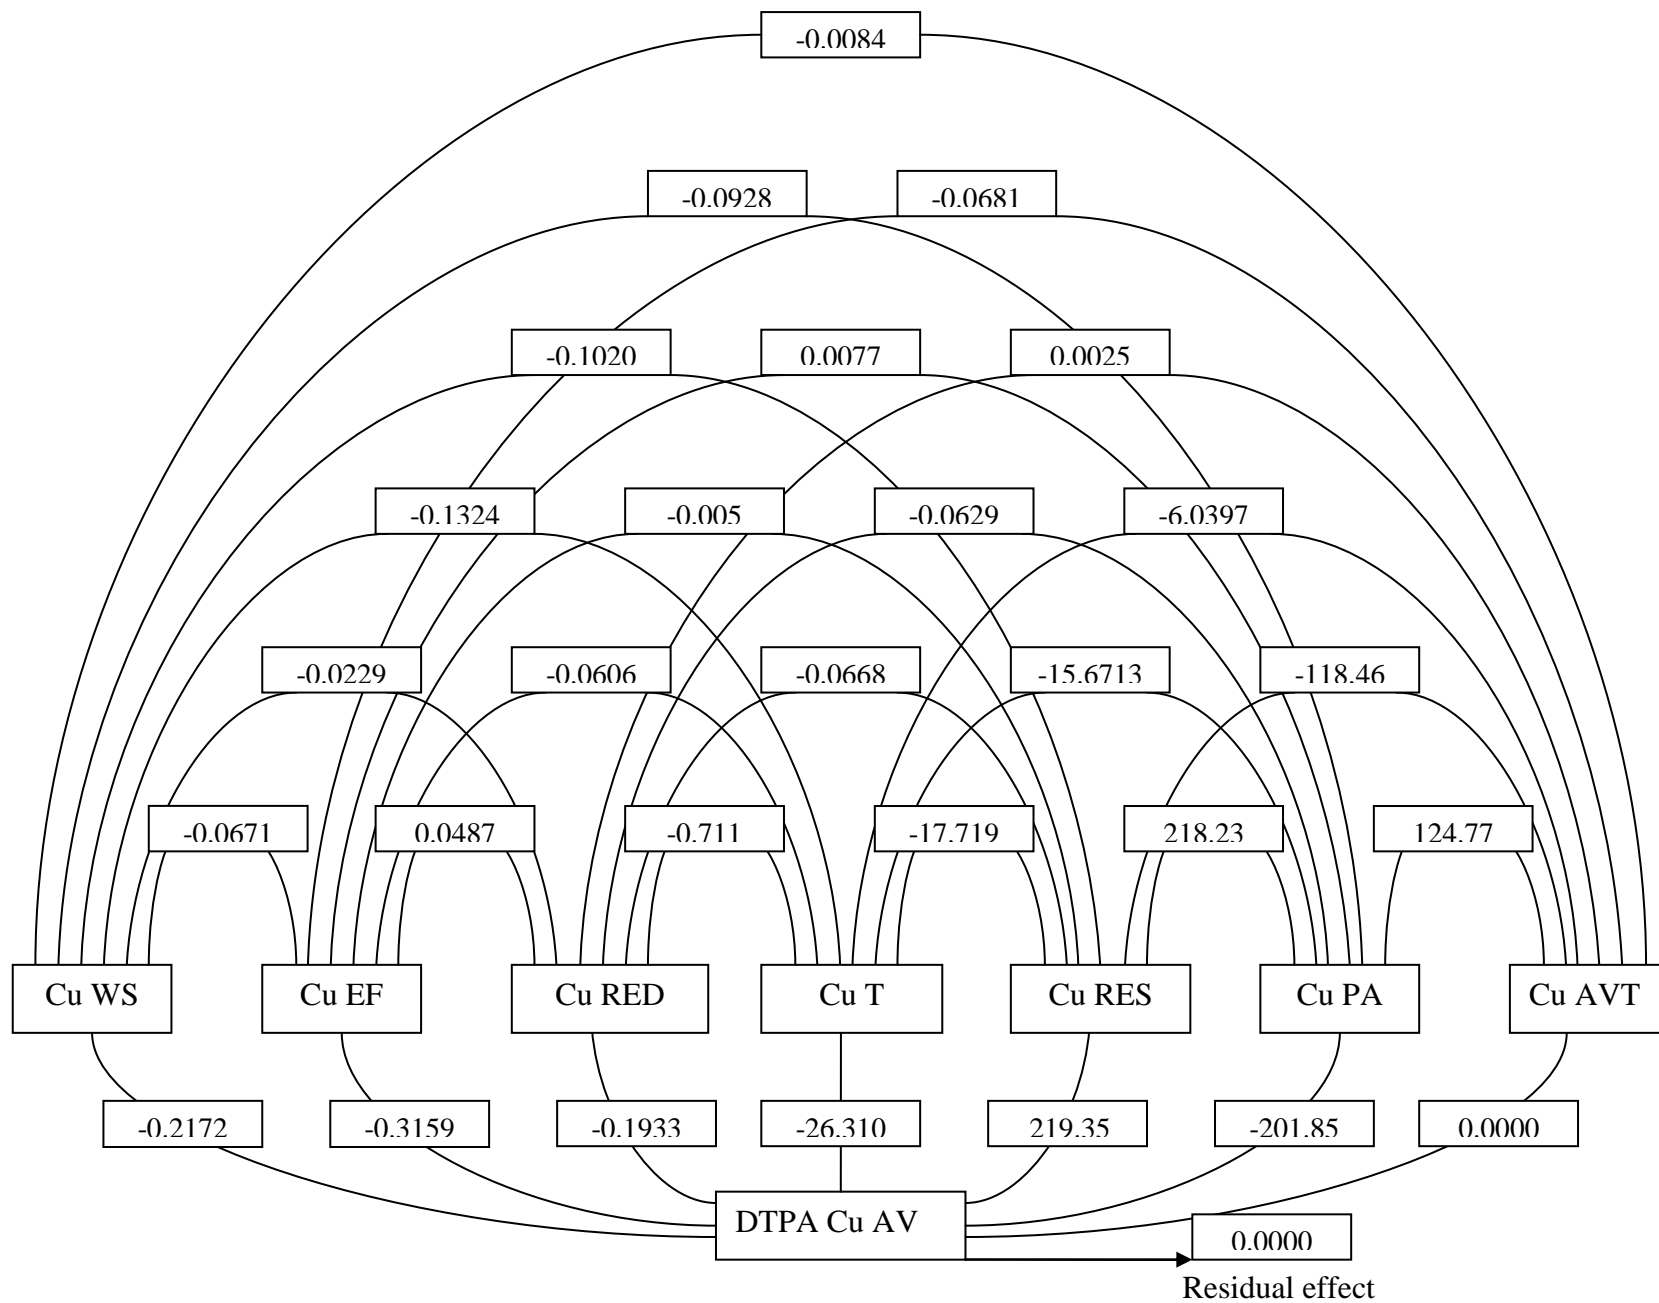 -0.0084
-0.0928 -0.0681
-0.1020 0.0077 0.0025
-0.1324 -0.005 -0.0629 -6.0397
-0.0229 -0.0606 -0.0668 -15.6713 -118.46
-0.0671 0.0487 -0.711 -17.719 218.23 124.77
Cu WS Cu EF Cu RED Cu T Cu RES Cu PA Cu AVT
-0.2172 -0.3159 -0.1933 -26.310 219.35 -201.85 0.0000
DTPA Cu AV
0.0000
Residual effect